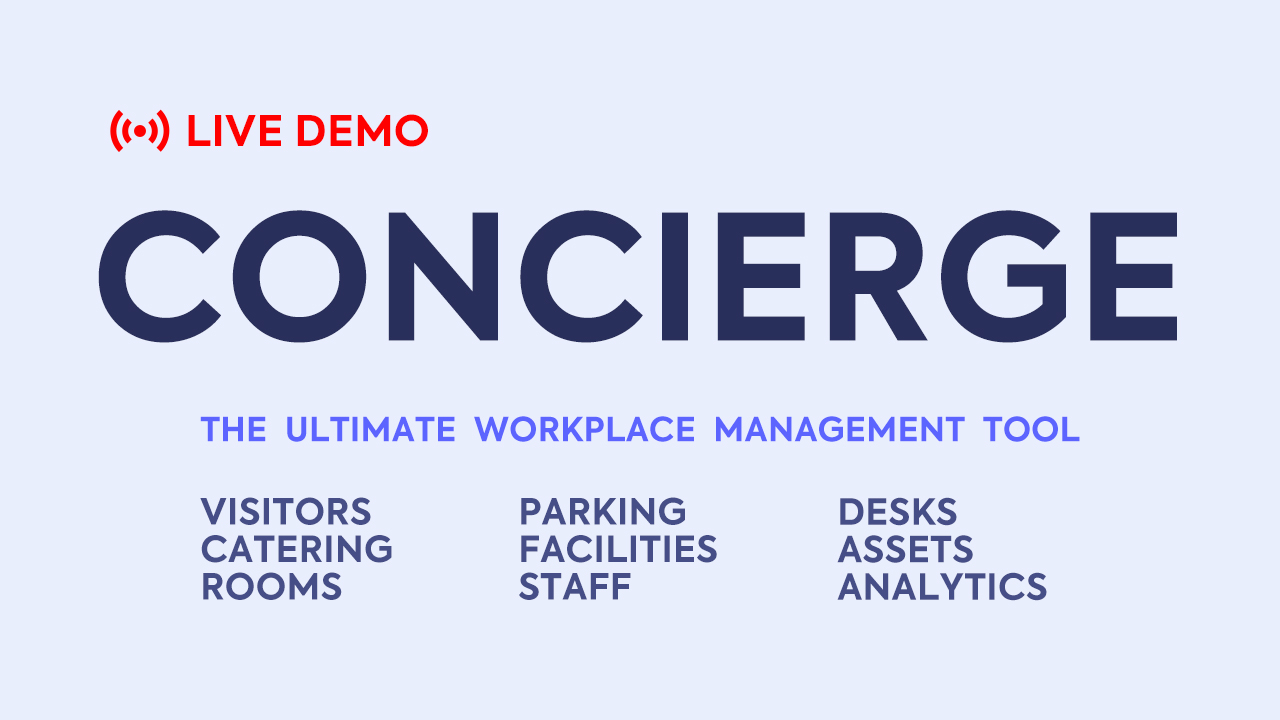 LIVE DEMO
CONCIERGE
THE ULTIMATE WORKPLACE MANAGEMENT TOOL
VISITORS
CATERING
ROOMS
PARKING
FACILITIES
STAFF
DESKS
ASSETS
ANALYTICS